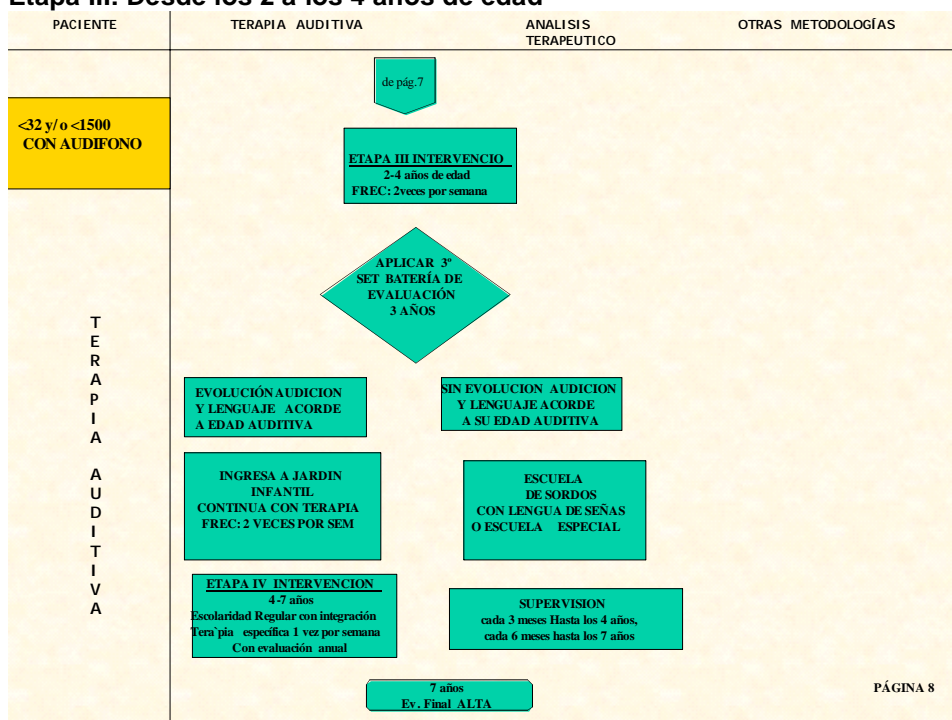 Etapa III: Desde los 2 a los 4 años de edad
PACIENTE
TERAPIA AUDITIVA
ANALISIS
TERAPEUTICO
OTRAS METODOLOGÍAS
de pág.7
<32 y/o <1500
CON AUDIFONO
ETAPA III INTERVENCIO
2-4 años de edad
FREC: 2veces por semana
APLICAR 3º
SET BATERÍA DE
EVALUACIÓN
3 AÑOS
TERAPIA AUDITIVA
EVOLUCIÓN AUDICION
Y LENGUAJE ACORDE
A EDAD AUDITIVA
SIN EVOLUCION AUDICION
Y LENGUAJE ACORDE
A SU EDAD AUDITIVA
INGRESA A JARDIN
INFANTIL
CONTINUA CON TERAPIA
FREC: 2 VECES POR SEM
ESCUELA
DE SORDOS
CON LENGUA DE SEÑAS
O ESCUELA ESPECIAL
ETAPA IV INTERVENCION
4-7 años
Escolaridad Regular con integración
Tera`pia específica 1 vez por semana
Con evaluación anual
SUPERVISION
cada 3 meses Hasta los 4 años,
cada 6 meses hasta los 7 años
7 años
Ev. Final ALTA
PÁGINA 8